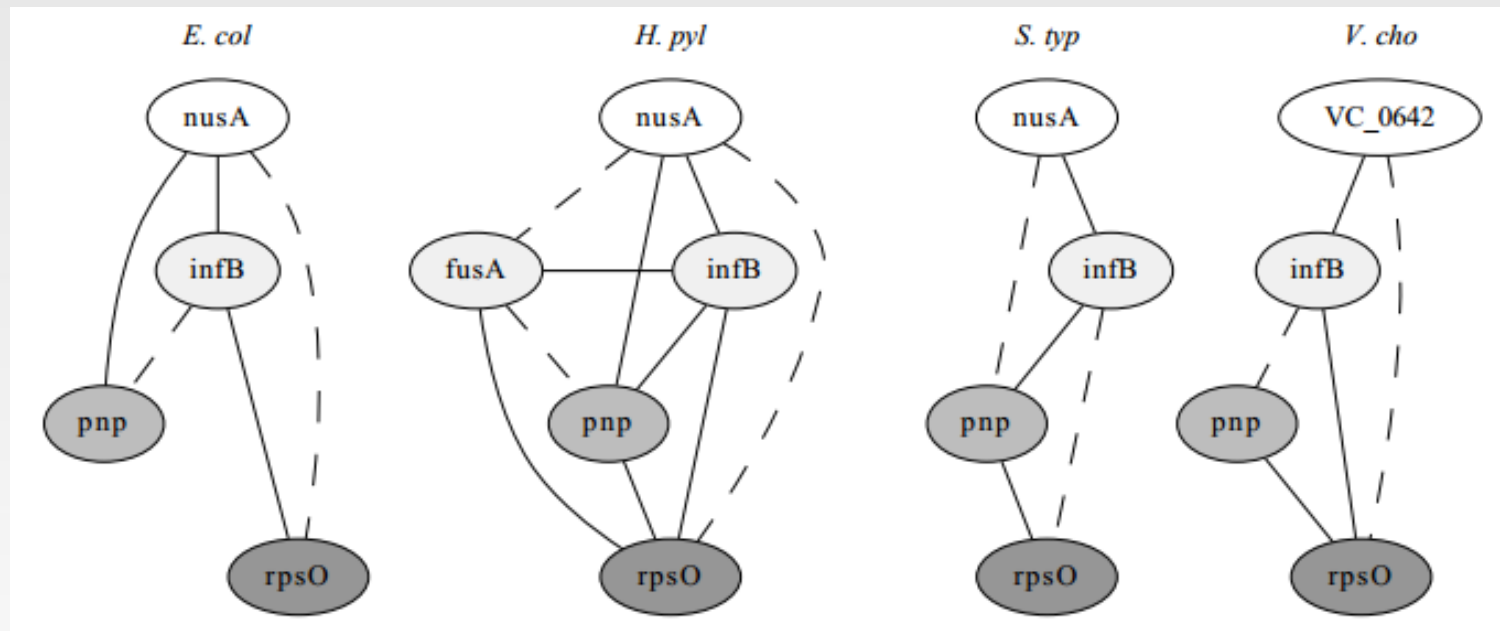 E. col
H. pyl
S. typ
V. cho
nusA
nusA
nusA
VC_0642
infB
fusA
infB
infB
infB
pnp
pnp
pnp
pnp
rpsO
rpsO
rpsO
rpsO